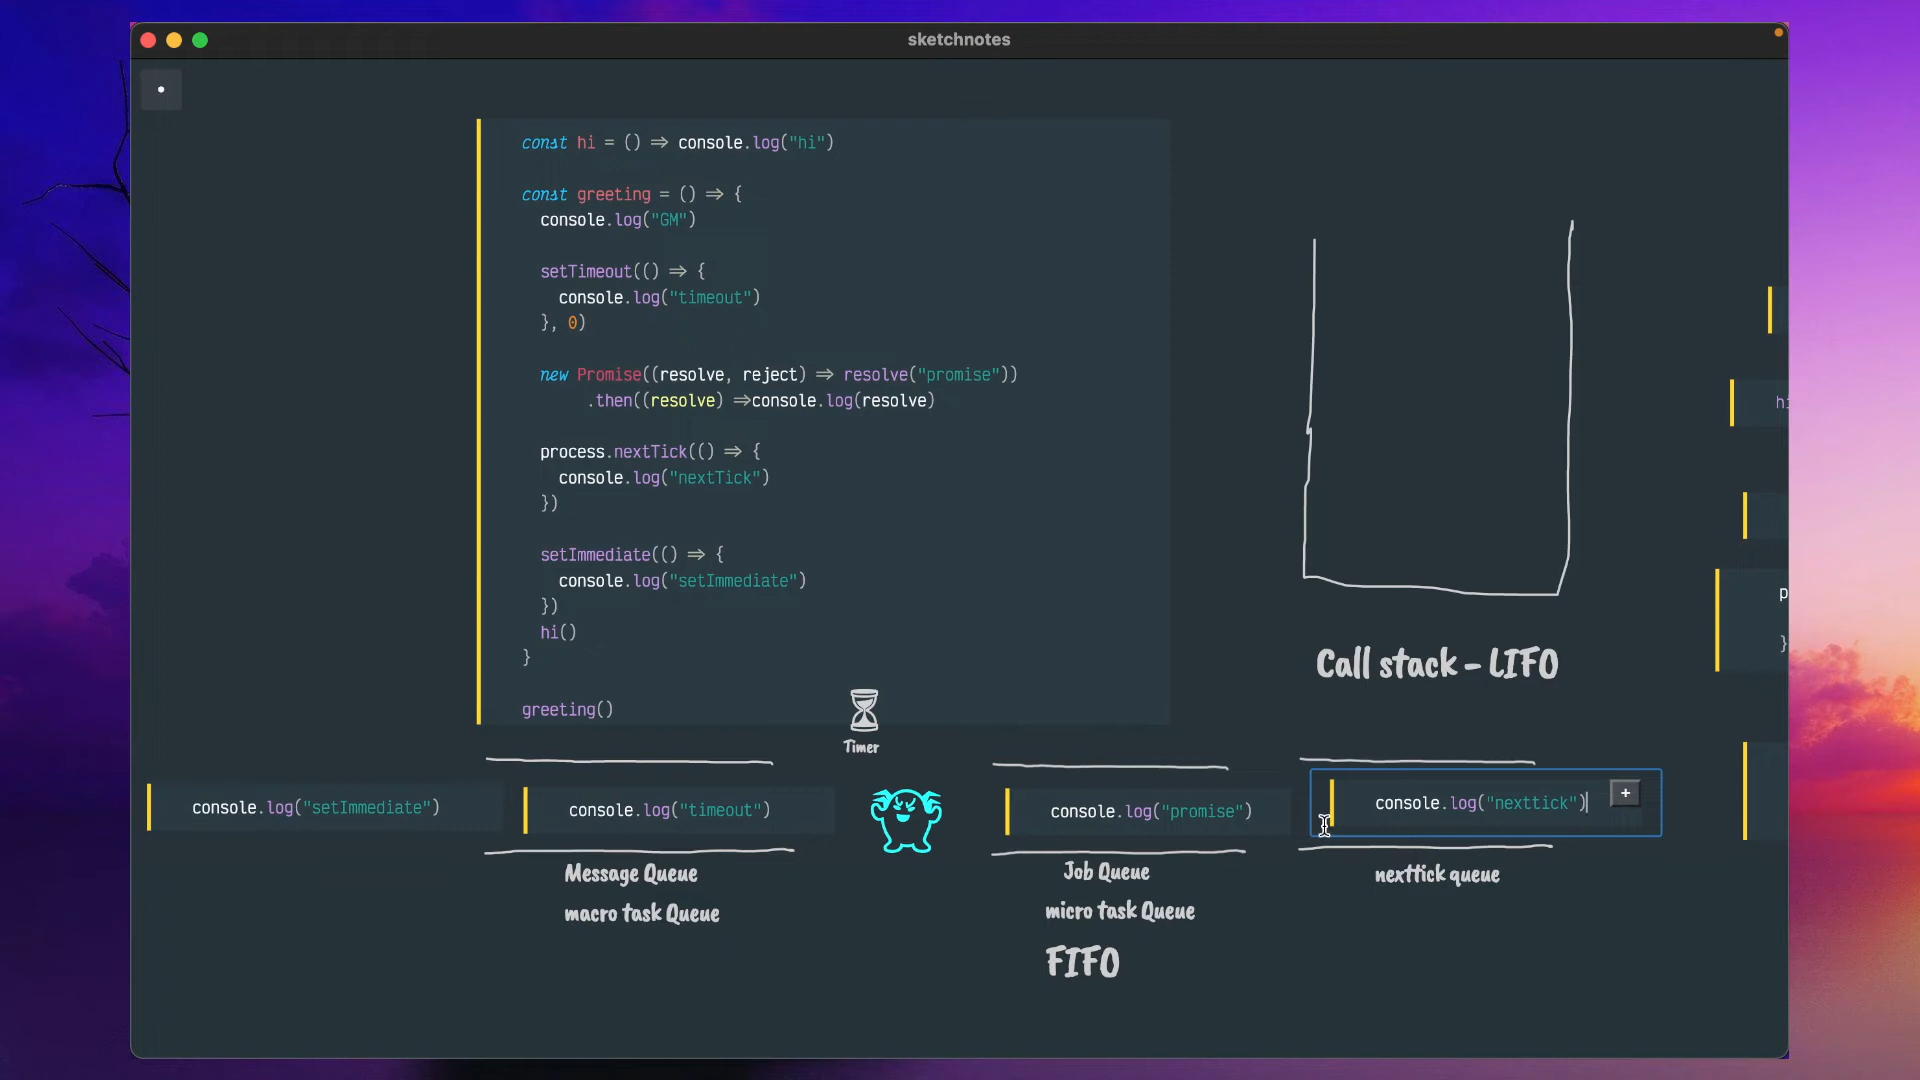 sketchnotes
const hi = () => console.log("hi")
const greeting = () => {
console.log("GM")
setTimeout(() => {
console.log("timeout")
}, 0)
new Promise((resolve, reject) => resolve("promise"))
.then((resolve) =>console.log(resolve)
process.nextTick(() => {
console.log("nextTick")
})
setImmediate(() => {
console.log("setImmediate")
})
hi()
}
greeting()
Timer
Call stack - LIFO
hi
p
}
console.log("setImmediate")
console.log("timeout")
console.log("promise")
console.log("nexttick")
+
Message Queue
macro task Queue
Job Queue
micro task Queue
FIFO
nexttick queue